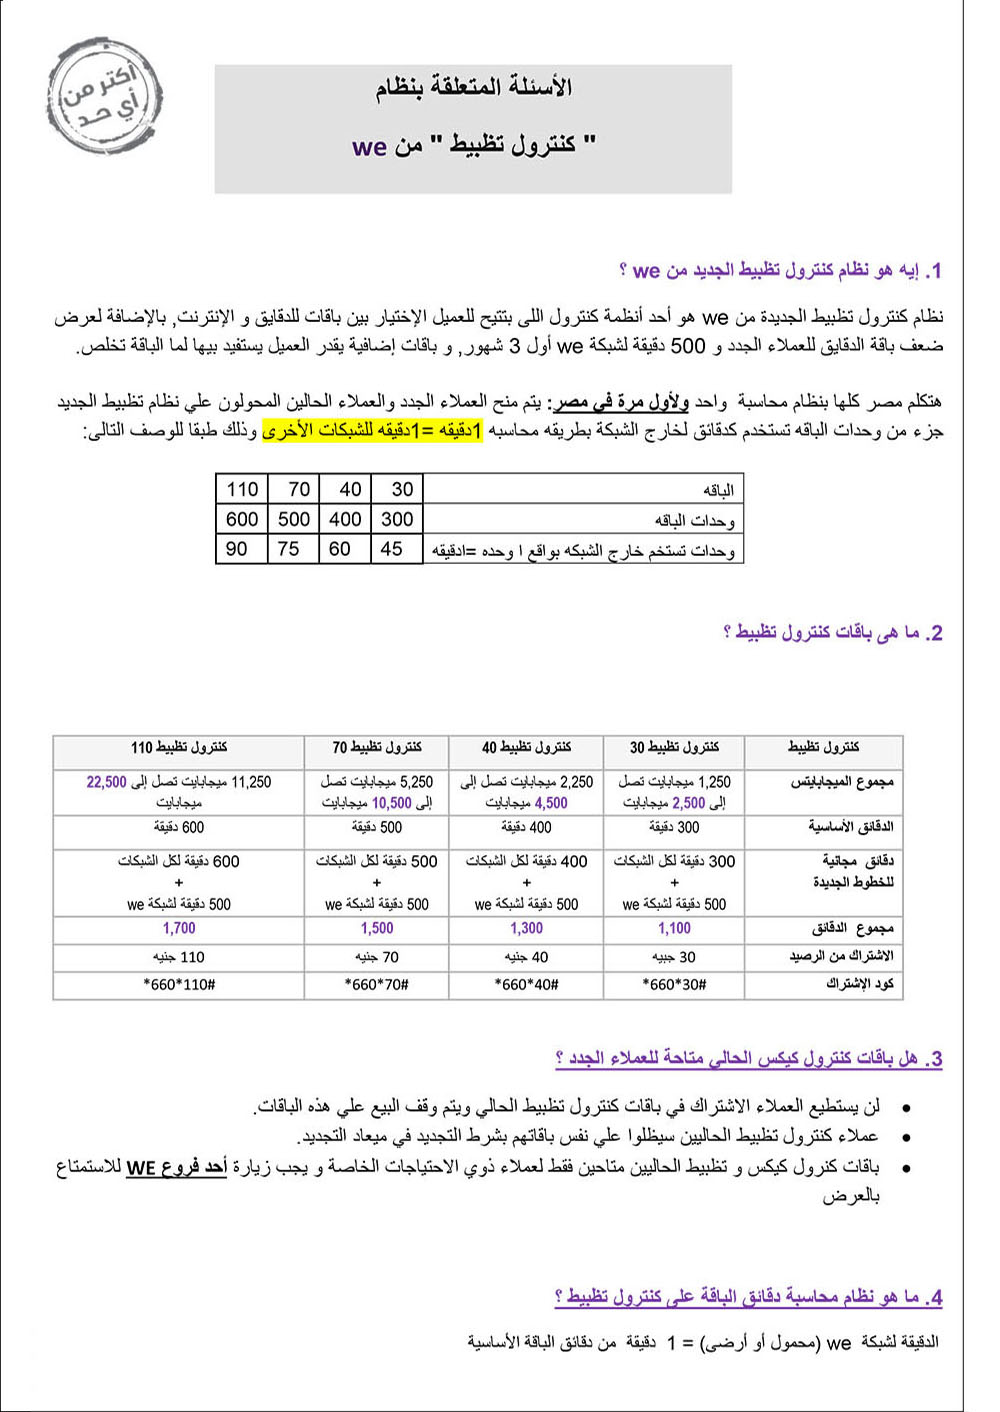 أكتر من
أي حد
الأسئلة المتعلقة بنظام
" كنترول تظبيط " من we
1. إيه هو نظام كنترول تظبيط الجديد من we ؟
نظام كنترول تظبيط الجديدة من we هو أحد أنظمة كنترول اللى بتتيح للعميل الإختيار بين باقات للدقايق و الإنترنت, بالإضافة لعرض
ضعف باقة الدقايق للعملاء الجدد و 500 دقيقة لشبكة we أول 3 شهور, و باقات إضافية يقدر العميل يستفيد بيها لما الباقة تخلص.
هتكلم مصر كلها بنظام محاسبة واحد ولأول مرة في مصر: يتم منح العملاء الجدد والعملاء الحالين المحولون علي نظام تظبيط الجديد
جزء من وحدات الباقه تستخدم كدقائق لخارج الشبكة بطريقه محاسبه 1دقيقه =1دقيقه للشبكات الأخرى وذلك طبقا للوصف التالى:
الباقه 30 40 70 110
وحدات الباقه 300 400 500 600
وحدات تستخم خارج الشبكه بواقع ا وحده =ادقيقه 45 60 75 90
2. ما هى باقات كنترول تظبيط ؟
كنترول تظيبط كنترول تظبيط 30 كنترول تظبيط 40 كنترول تظبيط 70 كنترول تظبيط 110
مجموع الميجابايتس 1,250 ميجابايت تصل 2,250 ميجابايت تصل إلى 5,250 ميجابايت تصل 11,250 ميجابايت تصل إلى 22,500
إلى 2,500 ميجابايت 4,500 ميجابايت إلى 10,500 ميجابايت ميجابايت
الدقائق الأساسية 300 دقيقة 400 دقيقة 500 دقيقة 600 دقيقة
دقائق مجانية 300 دقيقة لكل الشبكات 400 دقيقة لكل الشبكات 500 دقيقة لكل الشبكات 600 دقيقة لكل الشبكات
للخطوط الجديدة + + + +
500 دقيقة لشبكة we 500 دقيقة لشبكة we 500 دقيقة لشبكة we 500 دقيقة لشبكة we
مجموع الدقائق 1,100 1,300 1,500 1,700
الاشتراك من الرصيد 30 جبيه 40 جنيه 70 جنيه 110 جنيه
كود الإشتراك *660*30# *660*40# *660*70# *660*110#
3. هل باقات كنترول كيكس الحالي متاحة للعملاء الجدد ؟
• لن يستطيع العملاء الاشتراك في باقات كنترول تظبيط الحالي ويتم وقف البيع علي هذه الباقات.
• عملاء كنترول تظبيط الحاليين سيظلوا علي نفس باقاتهم بشرط التجديد في ميعاد التجديد.
• باقات كنرول كيكس و تظبيط الحاليين متاحين فقط لعملاء ذوي الاحتياجات الخاصة و يجب زيارة أحد فروع WE للاستمتاع
بالعرض
4. ما هو نظام محاسبة دقائق الباقة على كنترول تظبيط ؟
الدقيقة لشبكة we (محمول أو أرضى) = 1 دقيقة من دقائق الباقة الأساسية